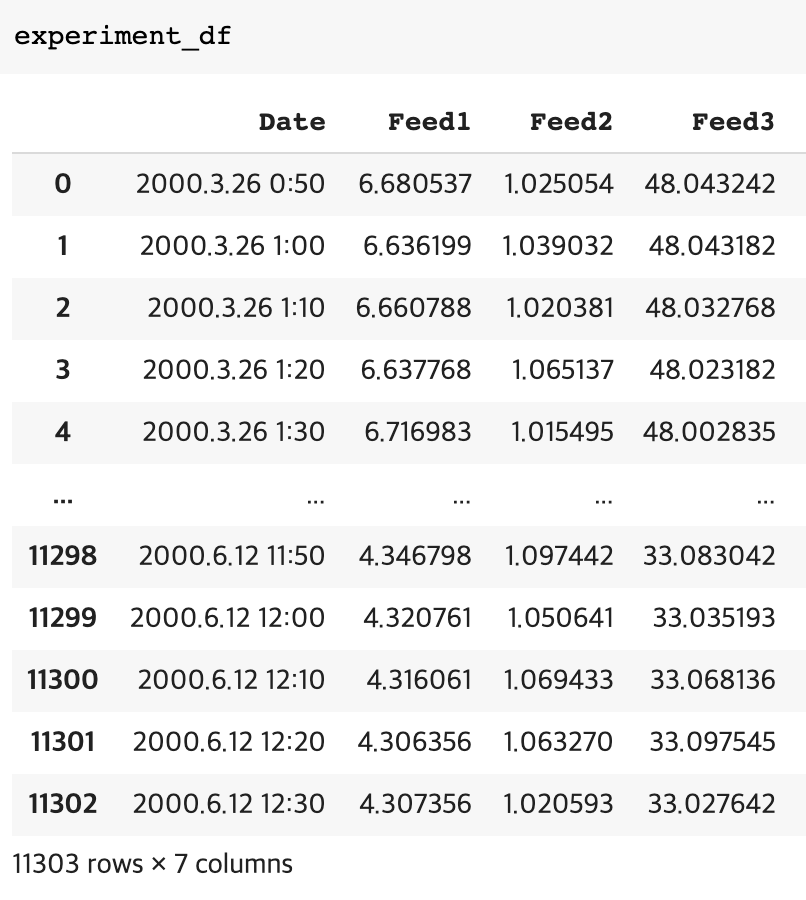 experiment_df
Date Feed1 Feed2 Feed3
0 2000.3.26 0:50 6.680537 1.025054 48.043242
1 2000.3.26 1:00 6.636199 1.039032 48.043182
2 2000.3.26 1:10 6.660788 1.020381 48.032768
3 2000.3.26 1:20 6.637768 1.065137 48.023182
4 2000.3.26 1:30 6.716983 1.015495 48.002835
... ... ... ... ...
11298 2000.6.12 11:50 4.346798 1.097442 33.083042
11299 2000.6.12 12:00 4.320761 1.050641 33.035193
11300 2000.6.12 12:10 4.316061 1.069433 33.068136
11301 2000.6.12 12:20 4.306356 1.063270 33.097545
11302 2000.6.12 12:30 4.307356 1.020593 33.027642
11303 rows × 7 columns